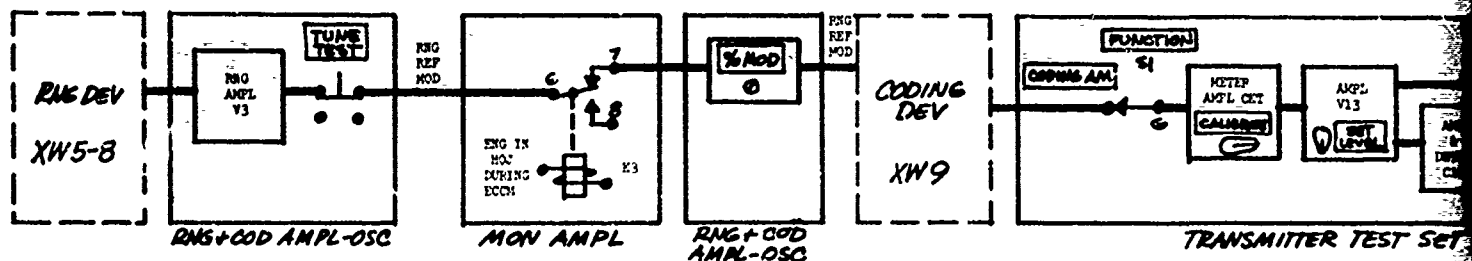 RNG DEV
XW5-8
RNG
AMPL
V3
TUNE
TEST
RNG+COD AMPL-OSC
RNG
REF
MOD
6
7
8
ENG IN
HOJ
DURING
ECCM
K3
MON AMPL
% MOD
RNG+COD
AMPL-OSC
RNG
REF
MOD
CODING
DEV
XW9
CODING AM
FUNCTION
S1
6
METER
AMPL CKT
CALIBRATE
AMPL
V13
SET
LEVEL
TRANSMITTER TEST SET